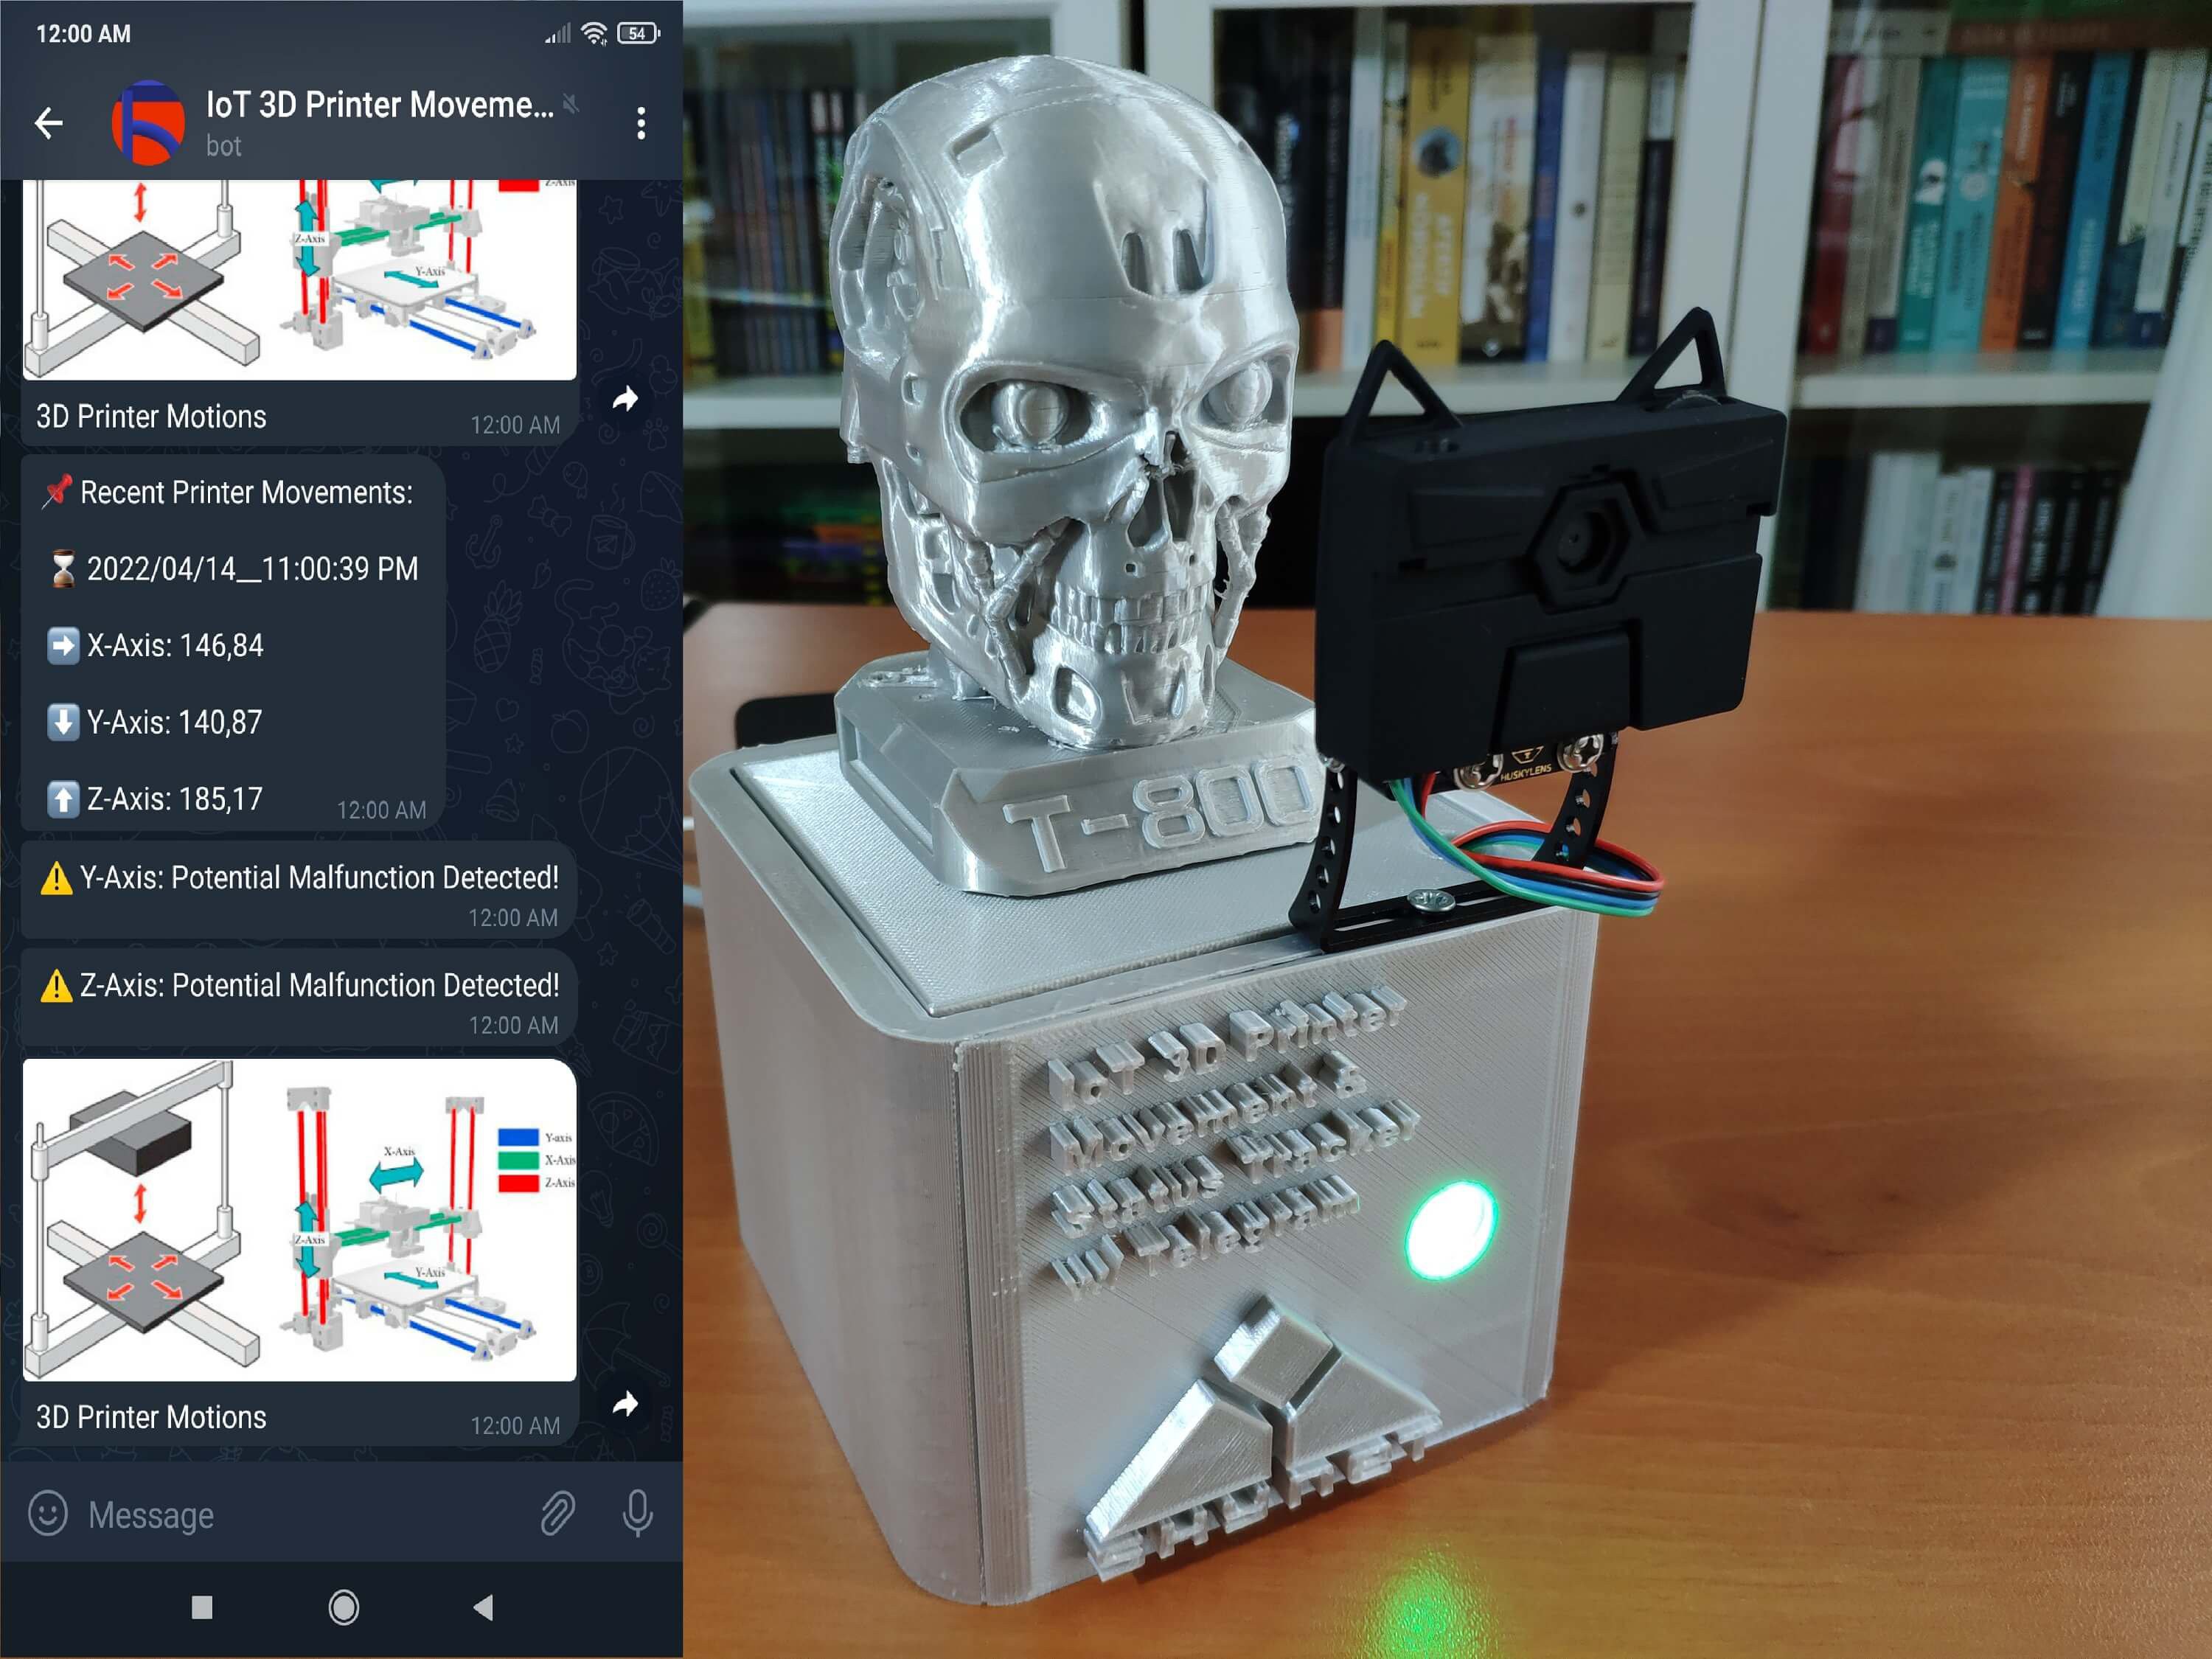 12:00 AM
54
IoT 3D Printer Moveme...
bot
Z-Axis
Z-Axis
Y-Axis
3D Printer Motions
12:00 AM
Recent Printer Movements:
2022/04/14__11:00:39 PM
X-Axis: 146,84
Y-Axis: 140,87
Z-Axis: 185,17
12:00 AM
Y-Axis: Potential Malfunction Detected!
12:00 AM
Z-Axis: Potential Malfunction Detected!
12:00 AM
Y-axis
X-Axis
Z-Axis
X-Axis
Z-Axis
Y-Axis
3D Printer Motions
12:00 AM
Message
T-800
HUSKYLENS
IoT 3D Printer
Movement &
Status Tracker
w/ Telegram